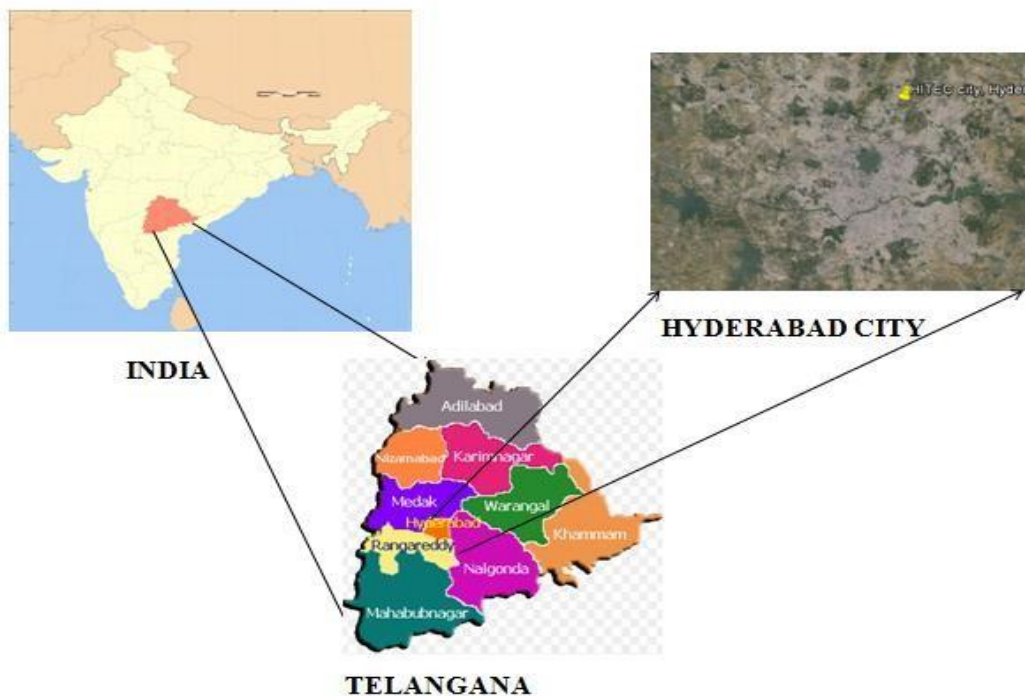 HITEC city, Hyder
HYDERABAD CITY
INDIA
Adilabad
Nizamabad
Karimnagar
Medak
Warangal
Hyderabad
Khammam
Rangareddy
Nalgonda
Mahabubnagar
TELANGANA